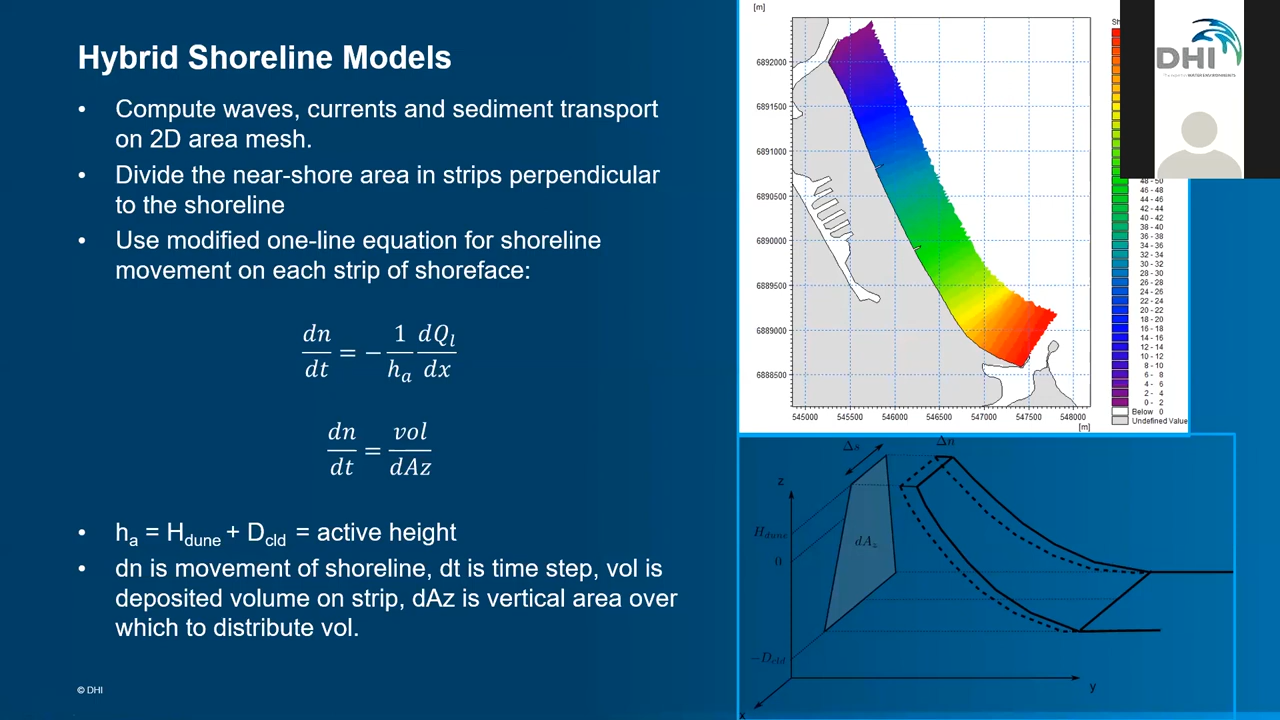 Hybrid Shoreline Models
• Compute waves, currents and sediment transport
on 2D area mesh.
• Divide the near-shore area in strips perpendicular
to the shoreline
• Use modified one-line equation for shoreline
movement on each strip of shoreface:
dn/dt = − 1/hₐ dQₗ/dx
dn/dt = vol/dAz
• hₐ = H_dune + D_cld = active height
• dn is movement of shoreline, dt is time step, vol is
deposited volume on strip, dAz is vertical area over
which to distribute vol.
© DHI
[m]
6892000
6891500
6891000
6890500
6890000
6889500
6889000
6888500
545000 545500 546000 546500 547000 547500 548000
[m]
48 - 50
46 - 48
44 - 46
42 - 44
40 - 42
38 - 40
36 - 38
34 - 36
32 - 34
30 - 32
28 - 30
26 - 28
24 - 26
22 - 24
20 - 22
18 - 20
16 - 18
14 - 16
12 - 14
10 - 12
8 - 10
6 - 8
4 - 6
2 - 4
0 - 2
Below 0
Undefined Value
DHI
Δs
Δn
z
H_dune
0
dA_z
−D_cld
y
x